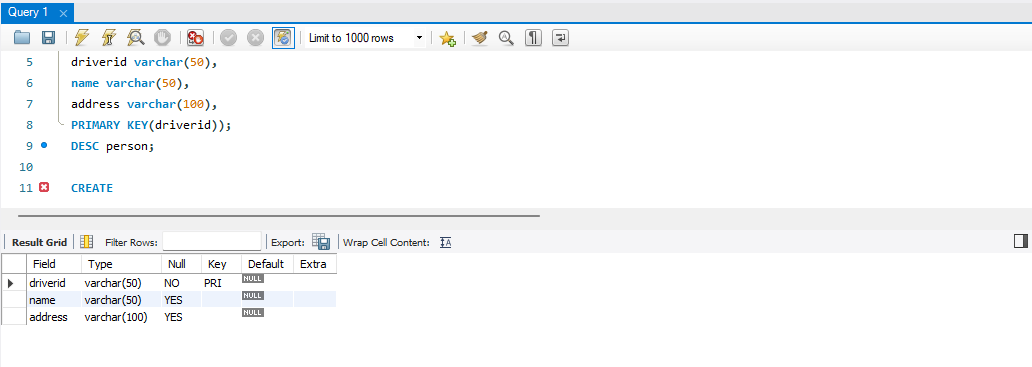 Query 1
Limit to 1000 rows
5 driverid varchar(50),
6 name varchar(50),
7 address varchar(100),
8 PRIMARY KEY(driverid));
9 DESC person;
10
11 CREATE
Result Grid Filter Rows: Export: Wrap Cell Content:
Field Type Null Key Default Extra
driverid varchar(50) NO PRI NULL
name varchar(50) YES NULL
address varchar(100) YES NULL